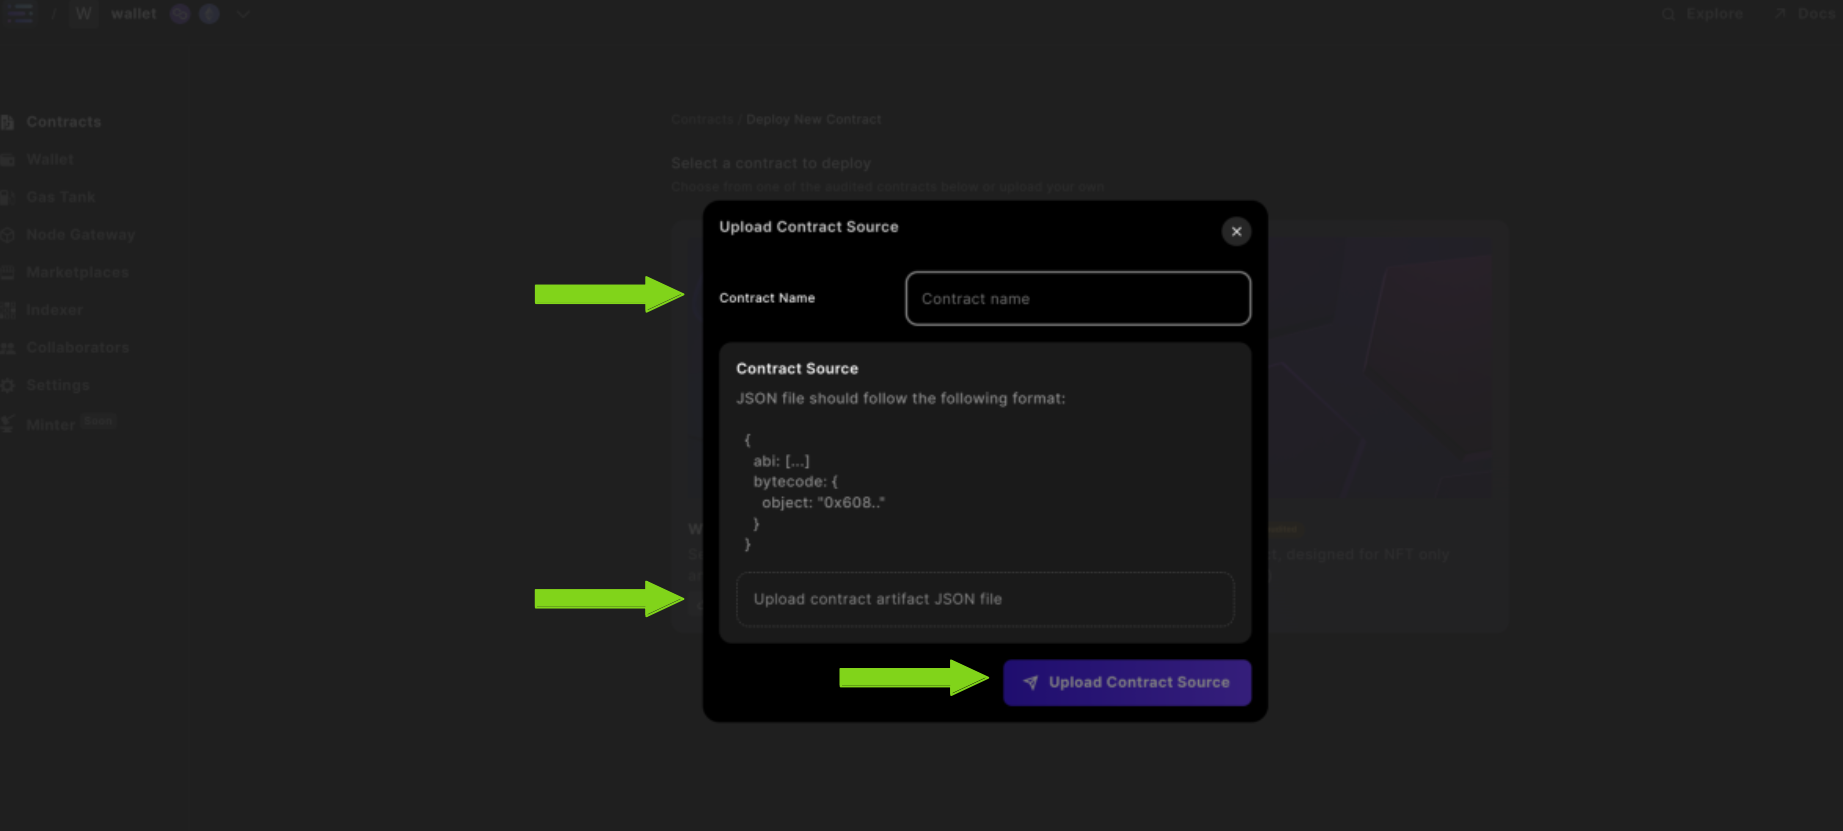 / W wallet
Explore
Docs
Contracts
Wallet
Gas Tank
Node Gateway
Marketplaces
Indexer
Collaborators
Settings
Minter
Contracts / Deploy New Contract
Select a contract to deploy
Choose from one of the audited contracts below or upload your own
Upload Contract Source
Contract Name
Contract name
Contract Source
JSON file should follow the following format:
{
abi: [...]
bytecode: {
object: "0x608.."
}
}
Upload contract artifact JSON file
Upload Contract Source
designed for NFT only